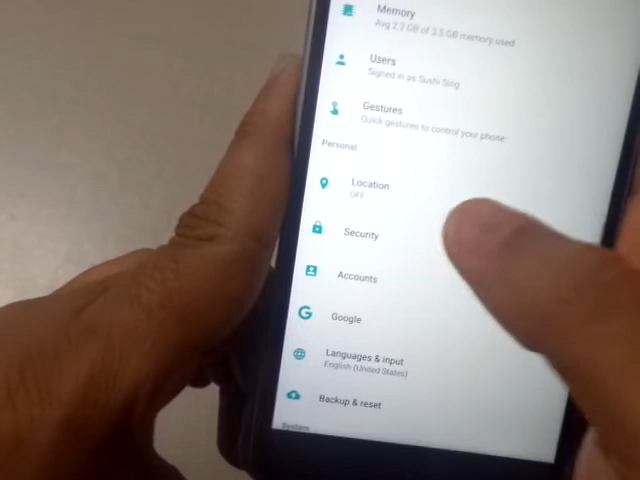 Memory
Avg 2.2 GB of 3.5 GB memory used
Users
Signed in as Sushi Sing
Gestures
Quick gestures to control your phone
Personal
Location
OFF
Security
Accounts
Google
Languages & input
English (United States)
Backup & reset
System